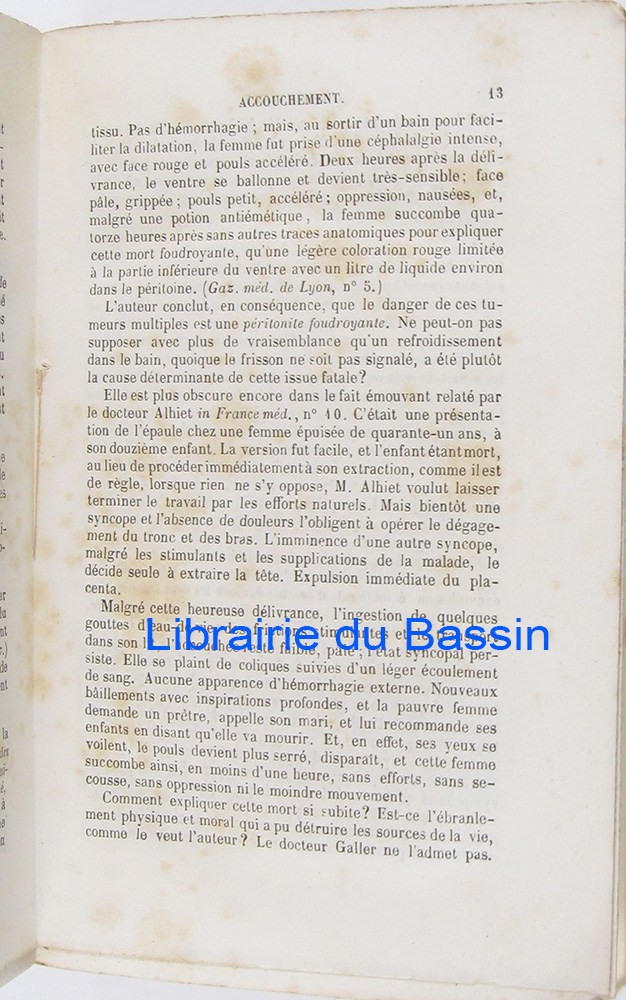 ACCOUCHEMENT. 13
tissu. Pas d'hémorrhagie ; mais, au sortir d'un bain pour faci-
liter la dilatation, la femme fut prise d'une céphalalgie intense,
avec face rouge et pouls accéléré. Deux heures après la déli-
vrance, le ventre se ballonne et devient très-sensible; face
pâle, grippée ; pouls petit, accéléré ; oppression, nausées, et,
malgré une potion antiémétique, la femme succombe qua-
torze heures après sans autres traces anatomiques pour expliquer
cette mort foudroyante, qu'une légère coloration rouge limitée
à la partie inférieure du ventre avec un litre de liquide environ
dans le péritoine. (Gaz. méd. de Lyon, n° 5.)
L'auteur conclut, en conséquence, que le danger de ces tu-
meurs multiples est une péritonite foudroyante. Ne peut-on pas
supposer avec plus de vraisemblance qu'un refroidissement
dans le bain, quoique le frisson ne soit pas signalé, a été plutôt
la cause déterminante de cette issue fatale?
Elle est plus obscure encore dans le fait émouvant relaté par
le docteur Alhiet in France méd., n° 10. C'était une présenta-
tion de l'épaule chez une femme épuisée de quarante-un ans, à
son douzième enfant. La version fut facile, et l'enfant étant mort,
au lieu de procéder immédiatement à son extraction, comme il est
de règle, lorsque rien ne s'y oppose, M. Alhiet voulut laisser
terminer le travail par les efforts naturels. Mais bientôt une
syncope et l'absence de douleurs l'obligent à opérer le dégage-
ment du tronc et des bras. L'imminence d'une autre syncope,
malgré les stimulants et les supplications de la malade, le
décide seule à extraire la tête. Expulsion immédiate du pla-
centa.
Malgré cette heureuse délivrance, l'ingestion de quelques
gouttes d'eau-de-vie, des frictions stimulantes et le transport
dans son lit, l'accouchée reste faible, pâle ; l'état syncopal per-
siste. Elle se plaint de coliques suivies d'un léger écoulement
de sang. Aucune apparence d'hémorrhagie externe. Nouveaux
bâillements avec inspirations profondes, et la pauvre femme
demande un prêtre, appelle son mari, et lui recommande ses
enfants en disant qu'elle va mourir. Et, en effet, ses yeux se
voilent, le pouls devient plus serré, disparaît, et cette femme
succombe ainsi, en moins d'une heure, sans efforts, sans se-
cousse, sans oppression ni le moindre mouvement.
Comment expliquer cette mort si subite? Est-ce l'ébranle-
ment physique et moral qui a pu détruire les sources de la vie,
comme le veut l'auteur? Le docteur Galler ne l'admet pas.
Librairie du Bassin